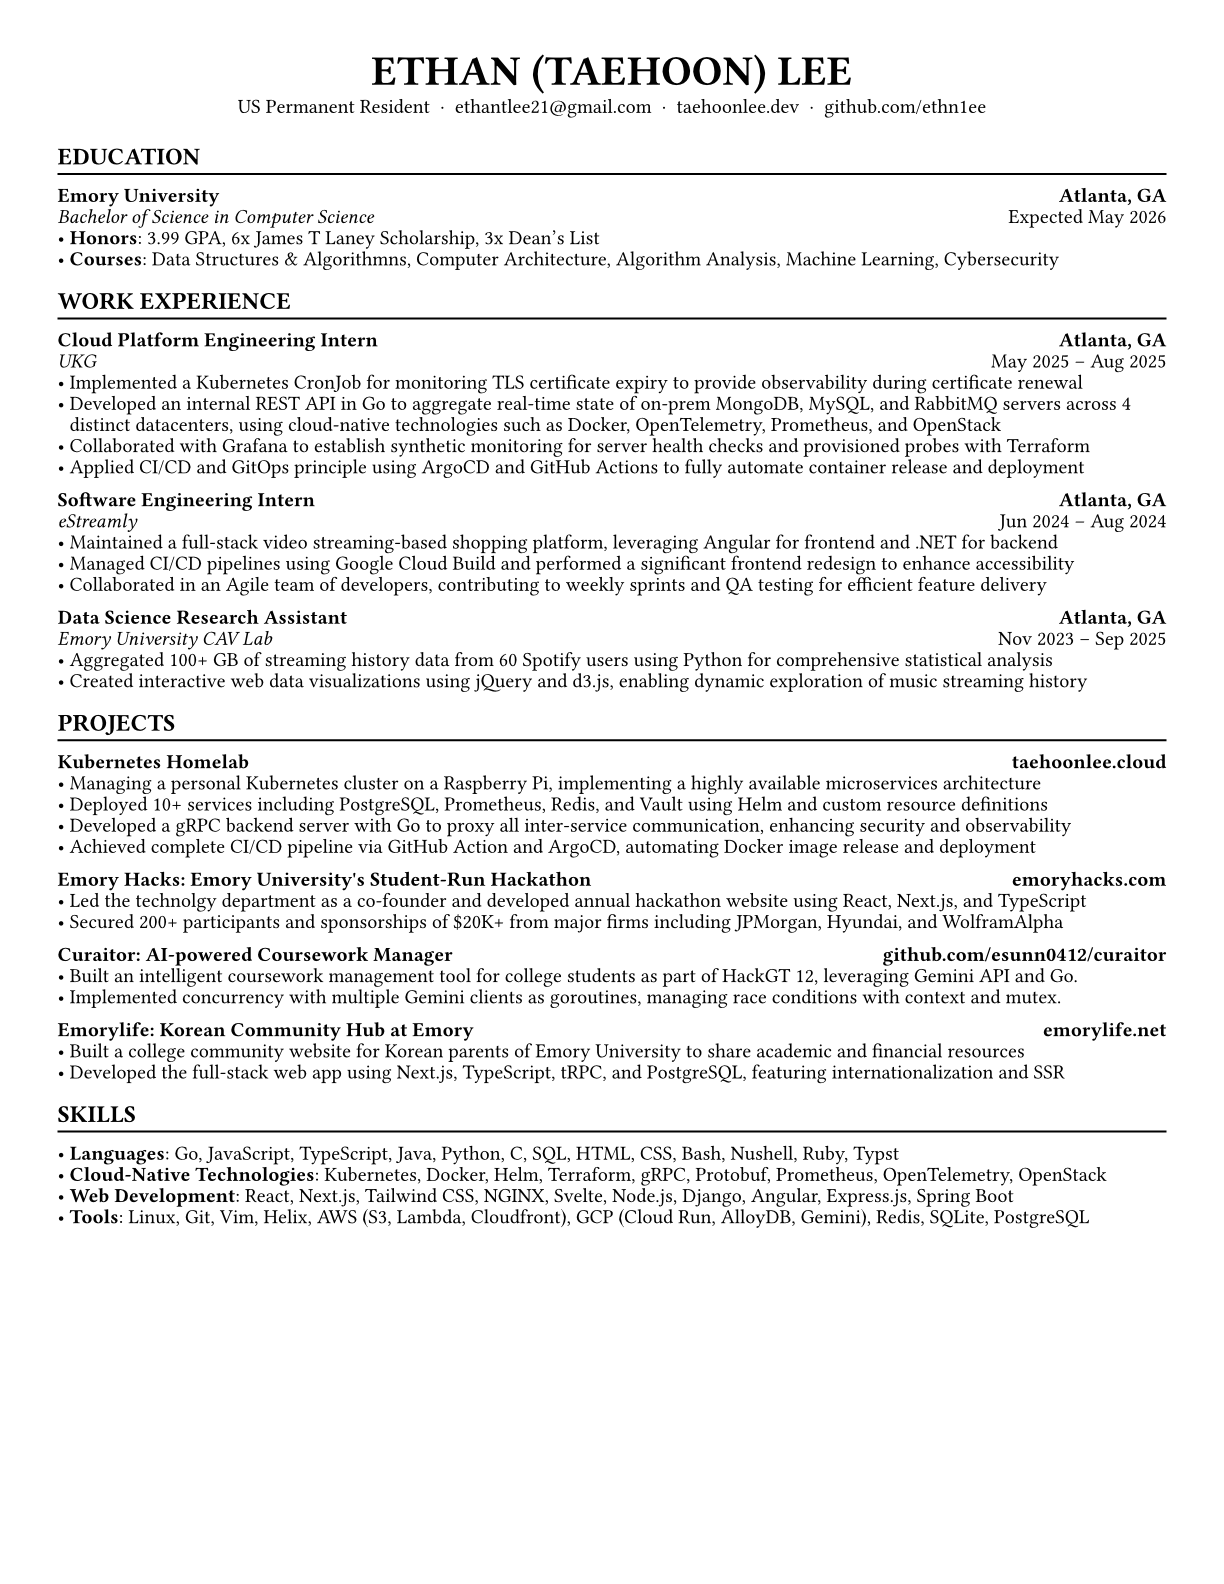 ETHAN (TAEHOON) LEE
US Permanent Resident · ethantlee21@gmail.com · taehoonlee.dev · github.com/ethn1ee
EDUCATION
Emory University Atlanta, GA
Bachelor of Science in Computer Science Expected May 2026
• Honors: 3.99 GPA, 6x James T Laney Scholarship, 3x Dean’s List
• Courses: Data Structures & Algorithmns, Computer Architecture, Algorithm Analysis, Machine Learning, Cybersecurity
WORK EXPERIENCE
Cloud Platform Engineering Intern Atlanta, GA
UKG May 2025 – Aug 2025
• Implemented a Kubernetes CronJob for monitoring TLS certificate expiry to provide observability during certificate renewal
• Developed an internal REST API in Go to aggregate real-time state of on-prem MongoDB, MySQL, and RabbitMQ servers across 4
distinct datacenters, using cloud-native technologies such as Docker, OpenTelemetry, Prometheus, and OpenStack
• Collaborated with Grafana to establish synthetic monitoring for server health checks and provisioned probes with Terraform
• Applied CI/CD and GitOps principle using ArgoCD and GitHub Actions to fully automate container release and deployment
Software Engineering Intern Atlanta, GA
eStreamly Jun 2024 – Aug 2024
• Maintained a full-stack video streaming-based shopping platform, leveraging Angular for frontend and .NET for backend
• Managed CI/CD pipelines using Google Cloud Build and performed a significant frontend redesign to enhance accessibility
• Collaborated in an Agile team of developers, contributing to weekly sprints and QA testing for efficient feature delivery
Data Science Research Assistant Atlanta, GA
Emory University CAV Lab Nov 2023 – Sep 2025
• Aggregated 100+ GB of streaming history data from 60 Spotify users using Python for comprehensive statistical analysis
• Created interactive web data visualizations using jQuery and d3.js, enabling dynamic exploration of music streaming history
PROJECTS
Kubernetes Homelab taehoonlee.cloud
• Managing a personal Kubernetes cluster on a Raspberry Pi, implementing a highly available microservices architecture
• Deployed 10+ services including PostgreSQL, Prometheus, Redis, and Vault using Helm and custom resource definitions
• Developed a gRPC backend server with Go to proxy all inter-service communication, enhancing security and observability
• Achieved complete CI/CD pipeline via GitHub Action and ArgoCD, automating Docker image release and deployment
Emory Hacks: Emory University's Student-Run Hackathon emoryhacks.com
• Led the technolgy department as a co-founder and developed annual hackathon website using React, Next.js, and TypeScript
• Secured 200+ participants and sponsorships of $20K+ from major firms including JPMorgan, Hyundai, and WolframAlpha
Curaitor: AI-powered Coursework Manager github.com/esunn0412/curaitor
• Built an intelligent coursework management tool for college students as part of HackGT 12, leveraging Gemini API and Go.
• Implemented concurrency with multiple Gemini clients as goroutines, managing race conditions with context and mutex.
Emorylife: Korean Community Hub at Emory emorylife.net
• Built a college community website for Korean parents of Emory University to share academic and financial resources
• Developed the full-stack web app using Next.js, TypeScript, tRPC, and PostgreSQL, featuring internationalization and SSR
SKILLS
• Languages: Go, JavaScript, TypeScript, Java, Python, C, SQL, HTML, CSS, Bash, Nushell, Ruby, Typst
• Cloud-Native Technologies: Kubernetes, Docker, Helm, Terraform, gRPC, Protobuf, Prometheus, OpenTelemetry, OpenStack
• Web Development: React, Next.js, Tailwind CSS, NGINX, Svelte, Node.js, Django, Angular, Express.js, Spring Boot
• Tools: Linux, Git, Vim, Helix, AWS (S3, Lambda, Cloudfront), GCP (Cloud Run, AlloyDB, Gemini), Redis, SQLite, PostgreSQL